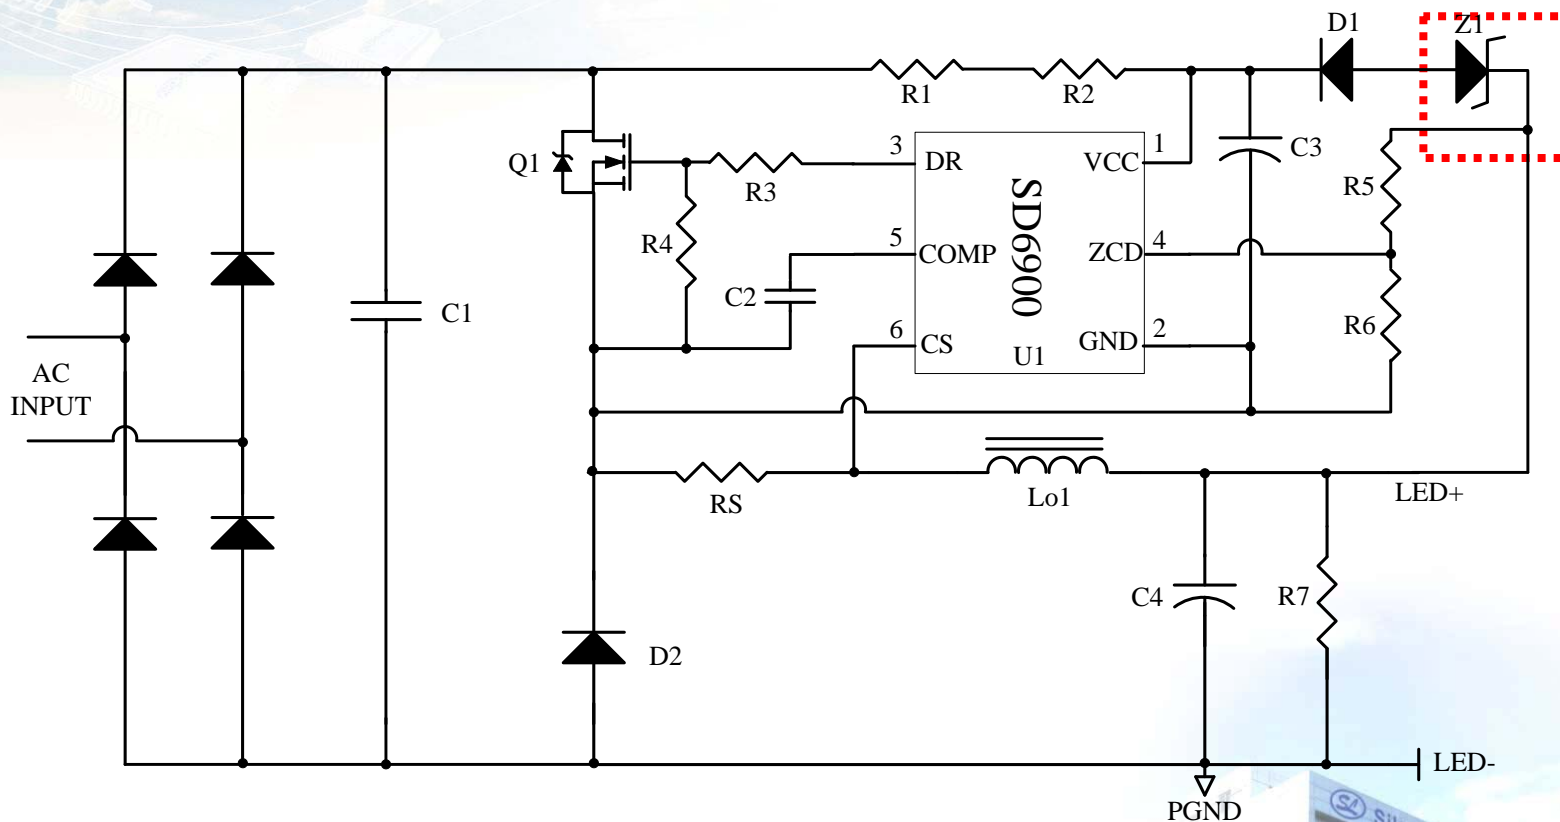 D1
Z1
R1
R2
Q1
3
DR
VCC
1
C3
R3
R5
R4
5
COMP
ZCD
4
SD6900
C1
C2
6
CS
GND
2
R6
U1
AC
INPUT
RS
Lo1
LED+
C4
R7
D2
LED-
PGND